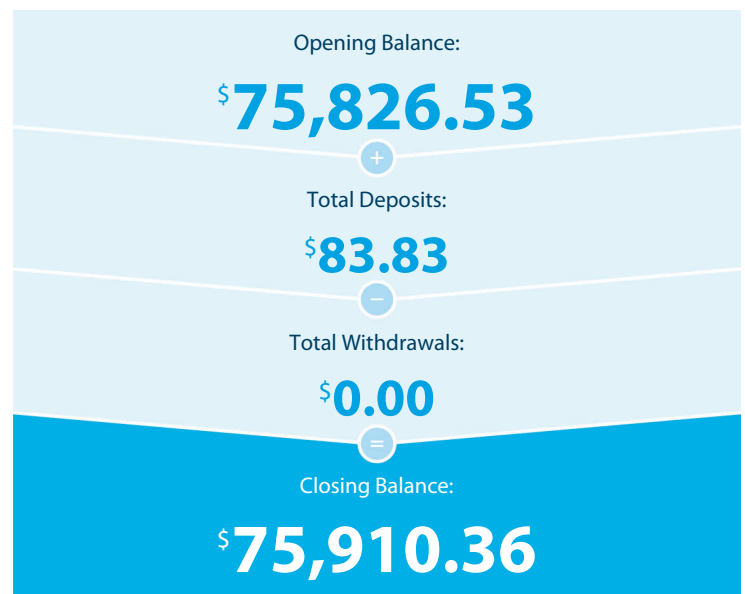 Opening Balance:
$75,826.53
+
Total Deposits:
$83.83
−
Total Withdrawals:
$0.00
=
Closing Balance:
$75,910.36